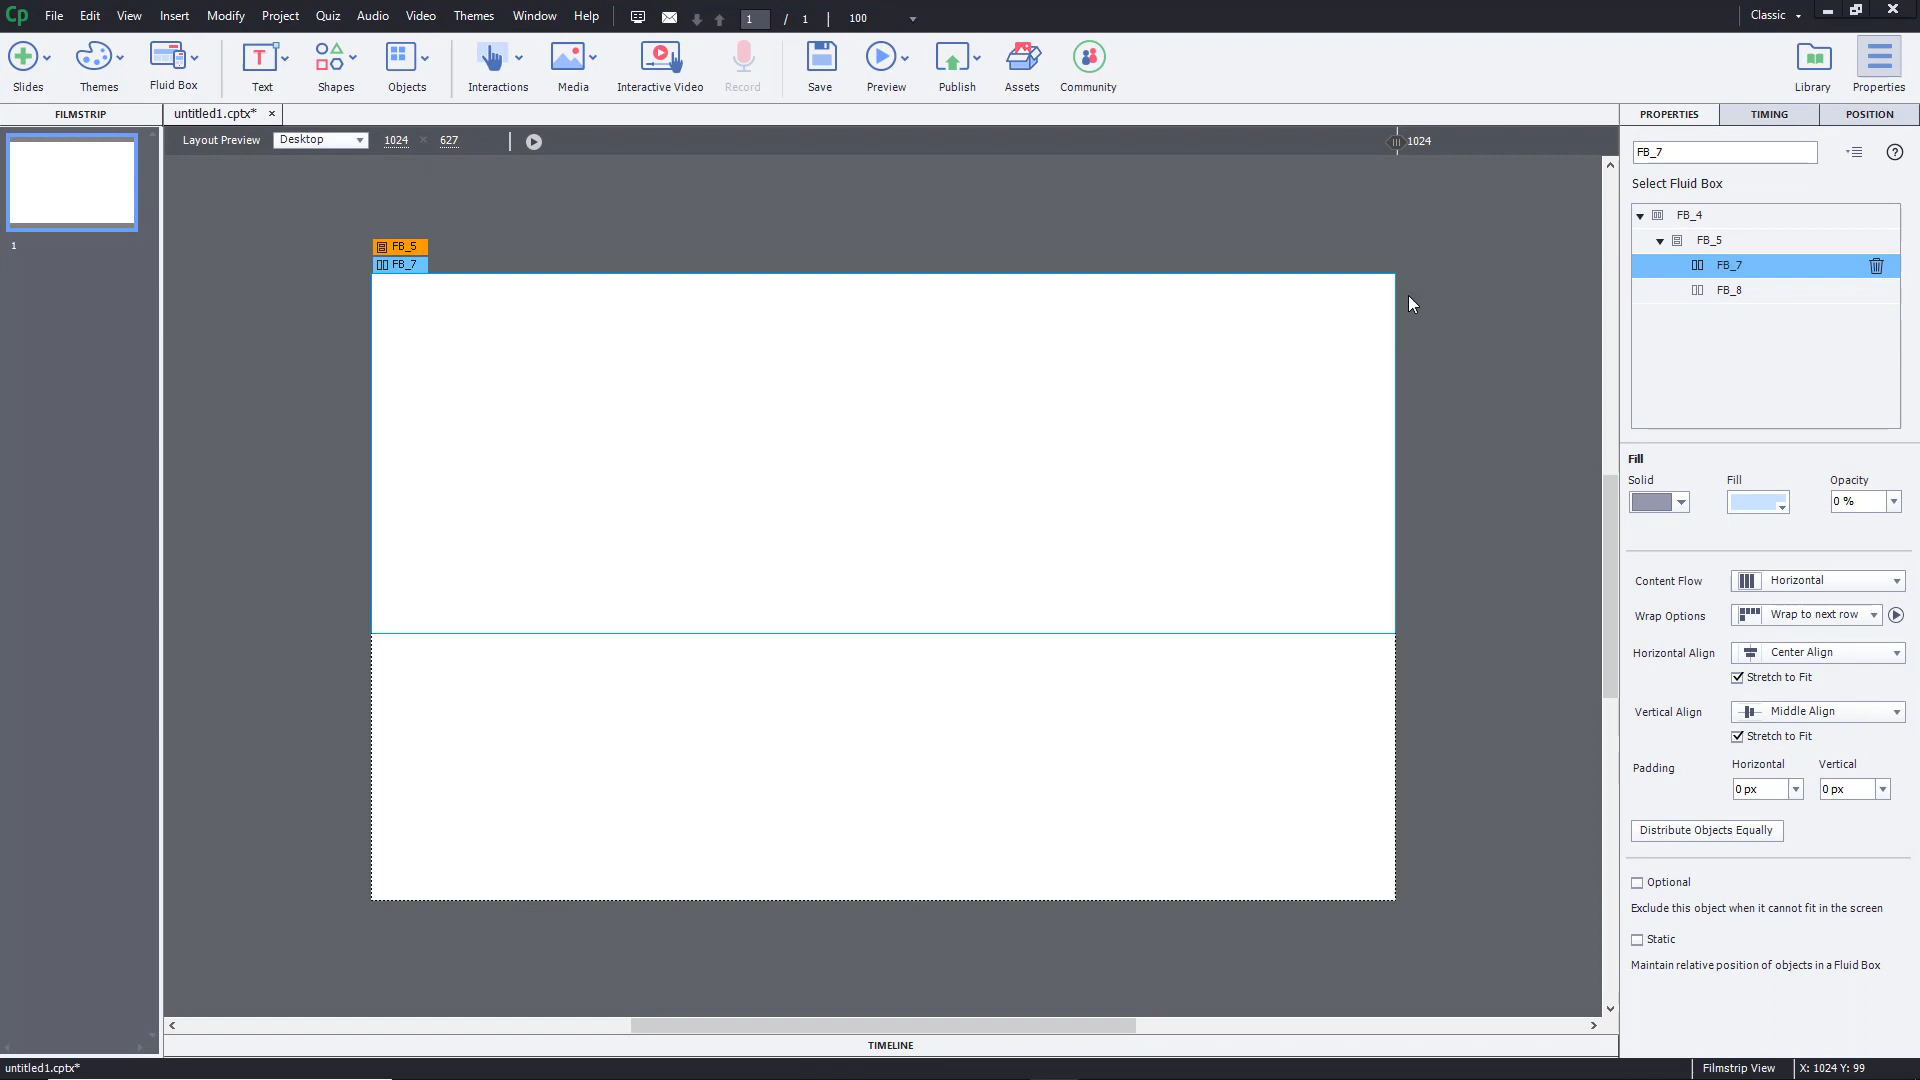 Cp File Edit View Insert Modify Project Quiz Audio Video Themes Window Help 1 / 1 100 Classic
Slides Themes Fluid Box Text Shapes Objects Interactions Media Interactive Video Record Save Preview Publish Assets Community Library Properties
FILMSTRIP untitled1.cptx* × PROPERTIES TIMING POSITION
Layout Preview Desktop 1024 × 627 1024
FB_7
Select Fluid Box
FB_4
FB_5
FB_7
FB_8
1
FB_5
FB_7
Fill
Solid Fill Opacity
0 %
Content Flow Horizontal
Wrap Options Wrap to next row
Horizontal Align Center Align
Stretch to Fit
Vertical Align Middle Align
Stretch to Fit
Padding Horizontal Vertical
0 px 0 px
Distribute Objects Equally
Optional
Exclude this object when it cannot fit in the screen
Static
Maintain relative position of objects in a Fluid Box
TIMELINE
untitled1.cptx* Filmstrip View X: 1024 Y: 99